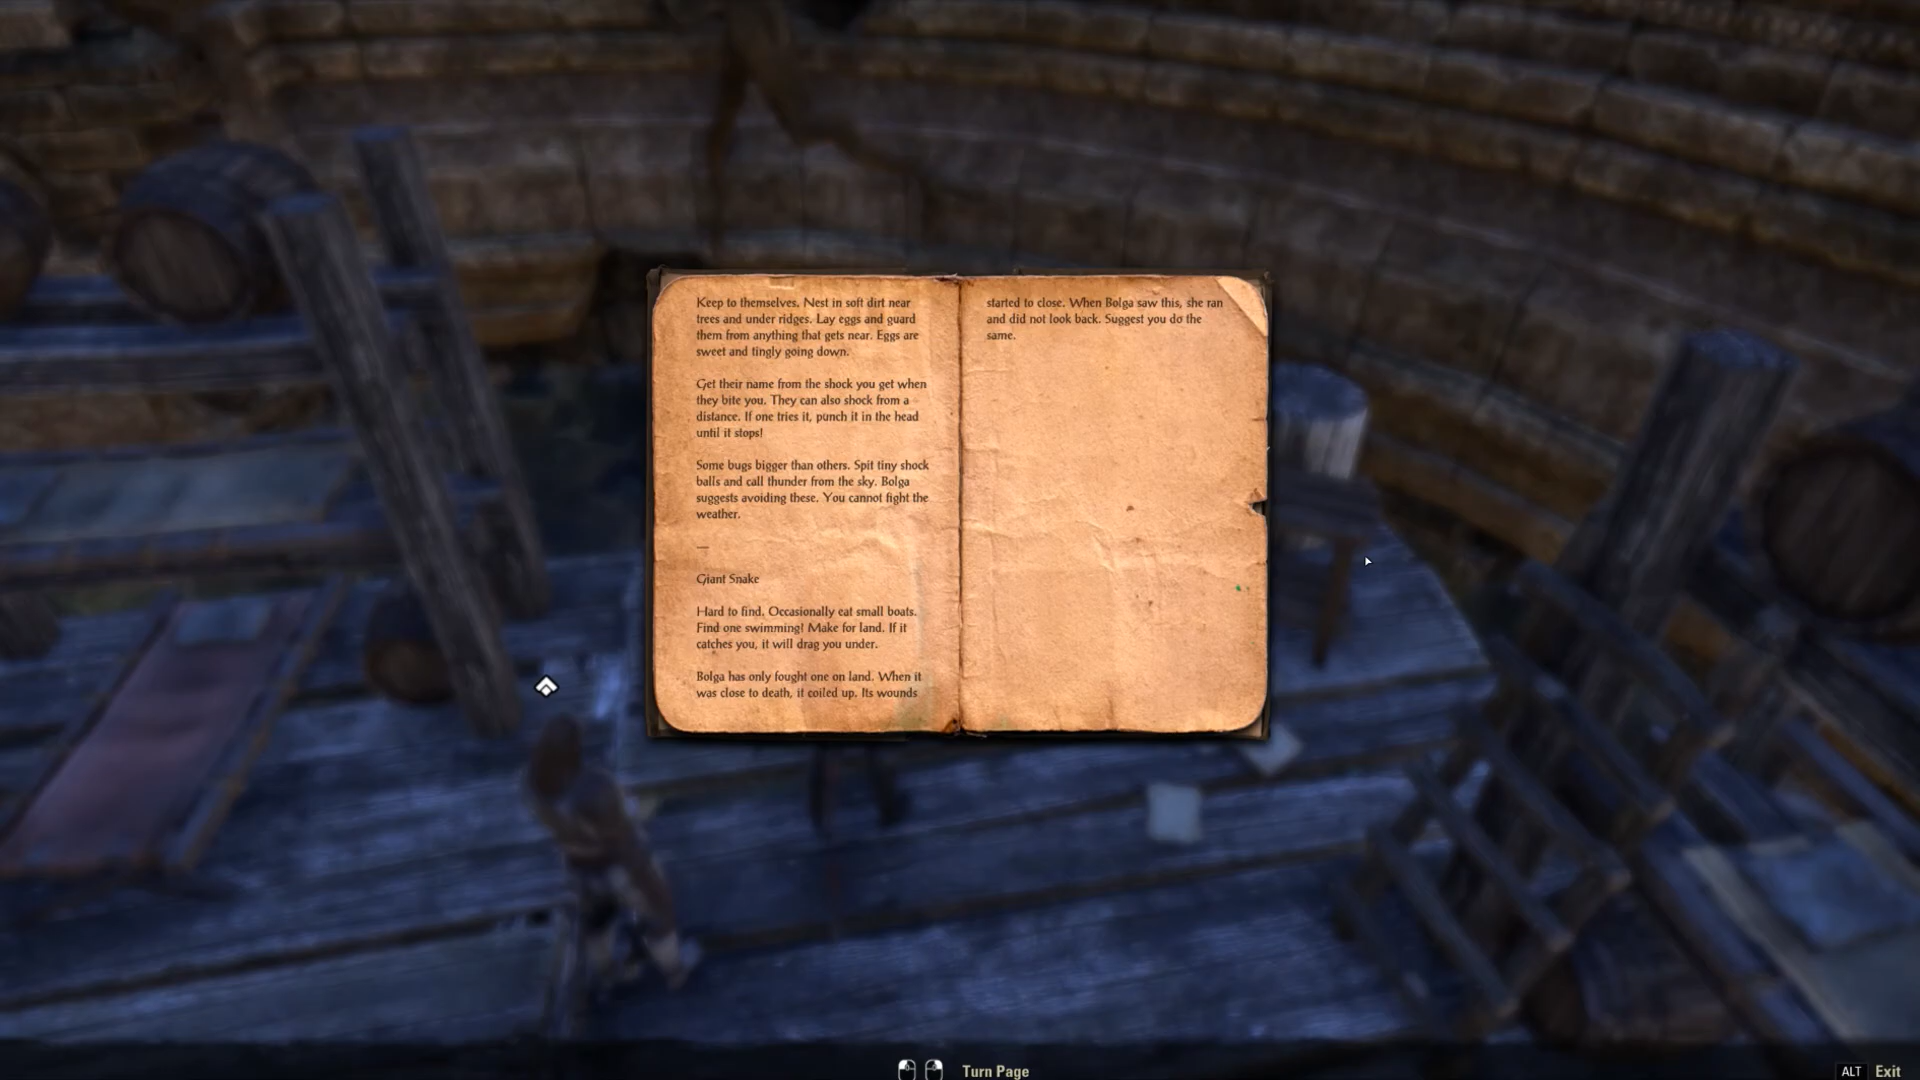 Keep to themselves. Nest in soft dirt near
trees and under ridges. Lay eggs and guard
them from anything that gets near. Eggs are
sweet and tingly going down.
Get their name from the shock you get when
they bite you. They can also shock from a
distance. If one tries it, punch it in the head
until it stops!
Some bugs bigger than others. Spit tiny shock
balls and call thunder from the sky. Bolga
suggests avoiding these. You cannot fight the
weather.
—
Giant Snake
Hard to find. Occasionally eat small boats.
Find one swimming! Make for land. If it
catches you, it will drag you under.
Bolga has only fought one on land. When it
was close to death, it coiled up. Its wounds
started to close. When Bolga saw this, she ran
and did not look back. Suggest you do the
same.
Turn Page
ALT Exit